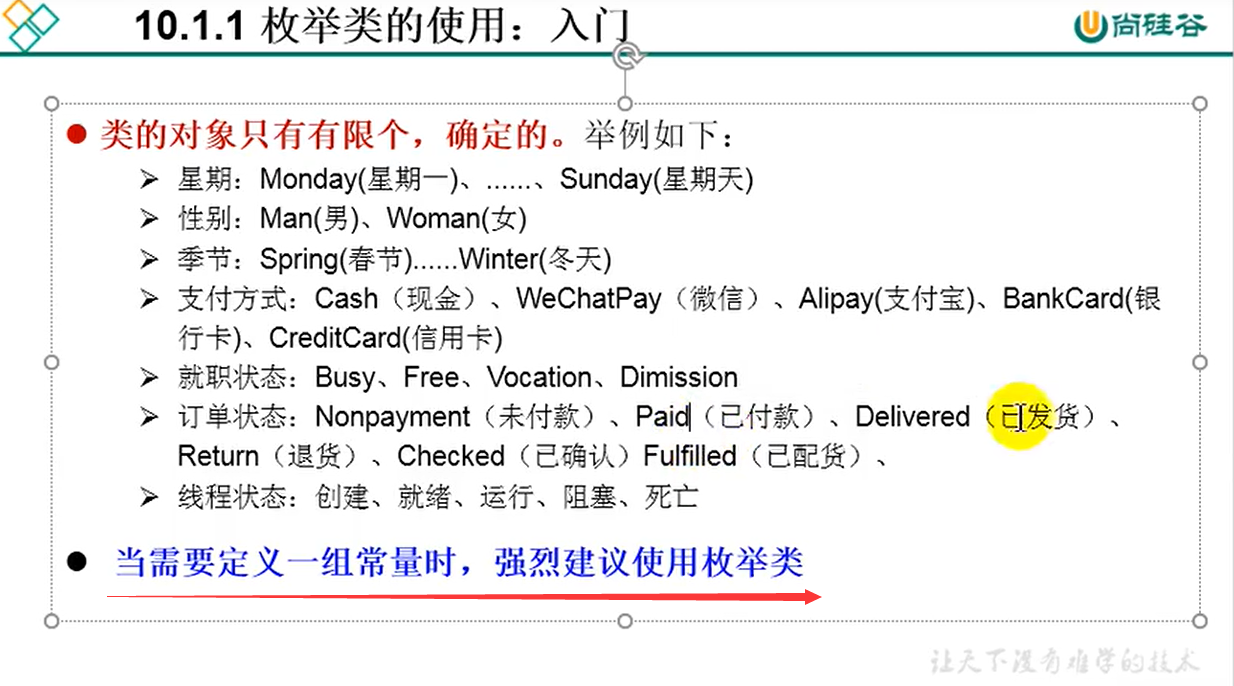 10.1.1 枚举类的使用：入门
尚硅谷
类的对象只有有限个，确定的。举例如下：
星期：Monday(星期一)、......、Sunday(星期天)
性别：Man(男)、Woman(女)
季节：Spring(春节)......Winter(冬天)
支付方式：Cash（现金）、WeChatPay（微信）、Alipay(支付宝)、BankCard(银
行卡)、CreditCard(信用卡)
就职状态：Busy、Free、Vocation、Dimission
订单状态：Nonpayment（未付款）、Paid（已付款）、Delivered（已发货）、
Return（退货）、Checked（已确认）Fulfilled（已配货）、
线程状态：创建、就绪、运行、阻塞、死亡
当需要定义一组常量时，强烈建议使用枚举类
让天下没有难学的技术